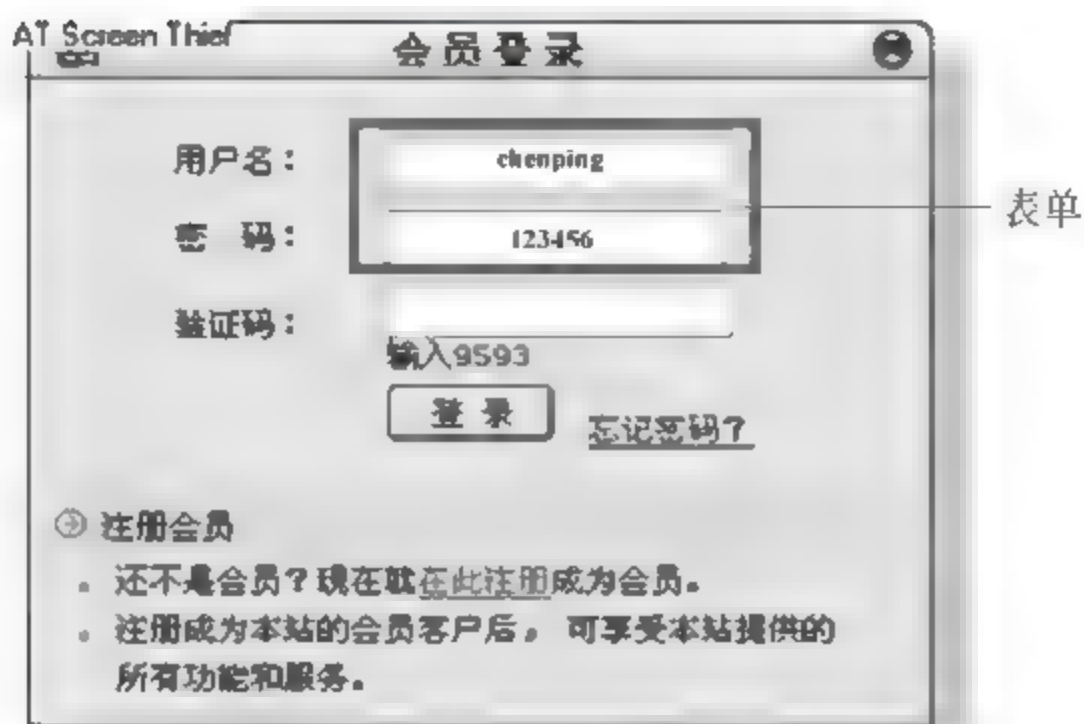 AT Screen Thief
会员登录
用户名： chenping
表单
密 码： 123456
验证码：
输入9593
登 录 忘记密码？
注册会员
还不是会员？现在就在此注册成为会员。
注册成为本站的会员客户后， 可享受本站提供的
所有功能和服务。